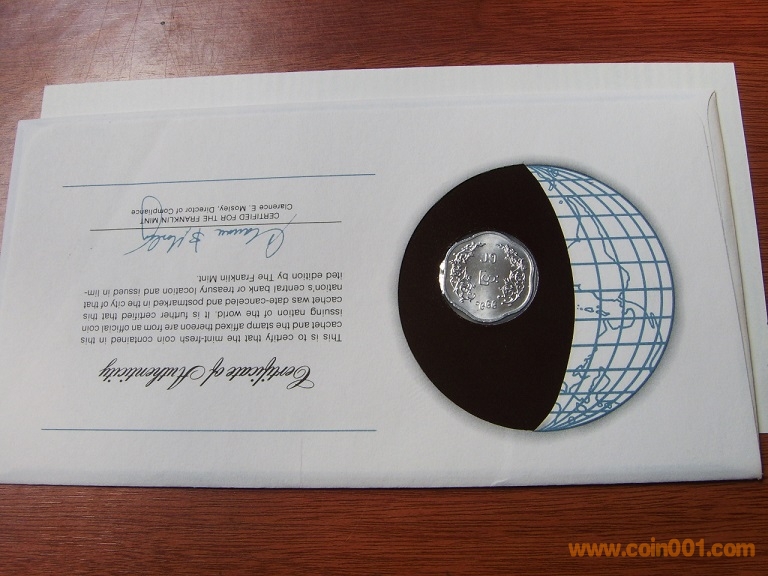 Certificate of Authenticity
This is to certify that the mint-fresh coin contained in this
cachet and the stamp affixed thereon are from an official coin
issuing nation of the world. It is further certified that this
cachet was date-canceled and postmarked in the city of that
nation's central bank or treasury location and issued in lim-
ited edition by The Franklin Mint.
CERTIFIED FOR THE FRANKLIN MINT
Clarence E. Mosley, Director of Compliance
www.coin001.com